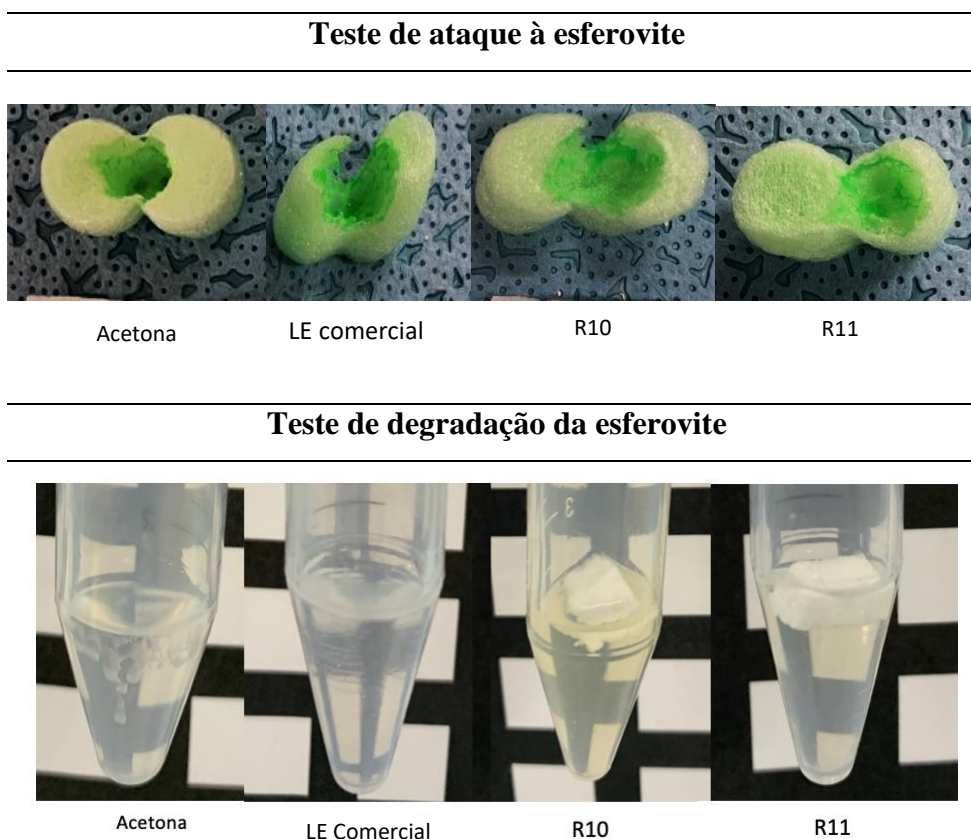 Teste de ataque à esferovite
Acetona
LE comercial
R10
R11
Teste de degradação da esferovite
3
Acetona
LE Comercial
R10
R11